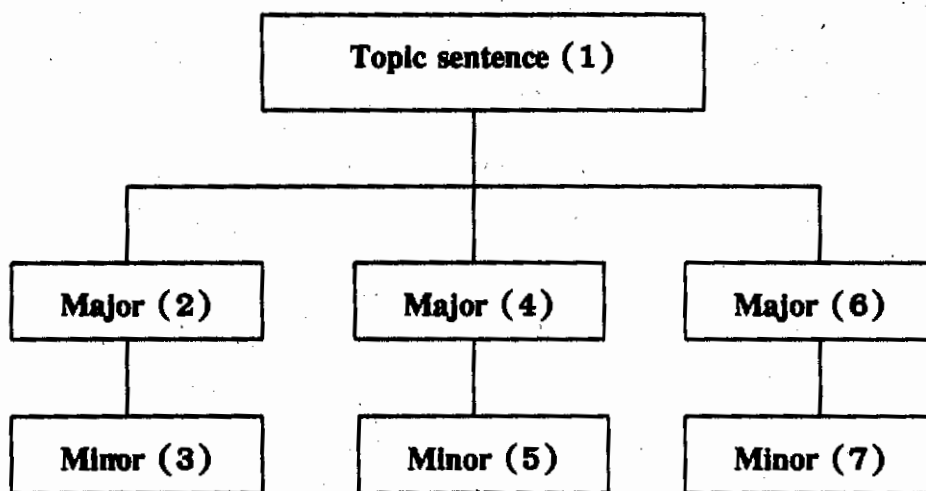 Topic sentence (1)
Major (2) Major (4) Major (6)
Minor (3) Minor (5) Minor (7)